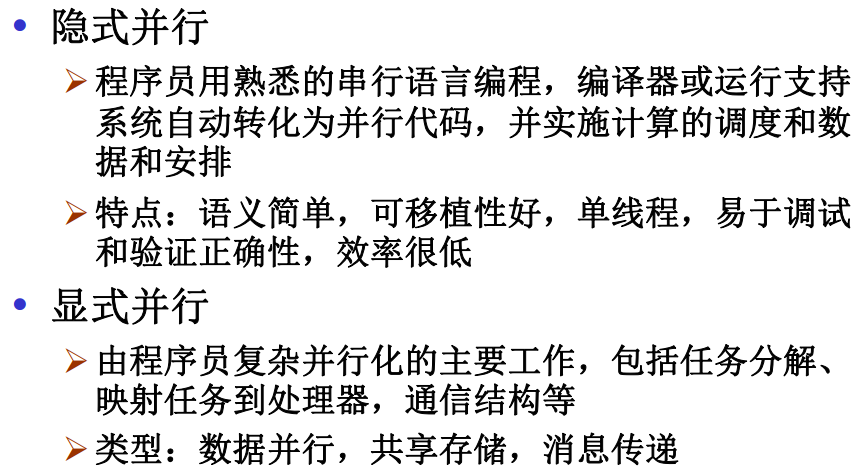 • 隐式并行
➢ 程序员用熟悉的串行语言编程，编译器或运行支持
系统自动转化为并行代码，并实施计算的调度和数
据和安排
➢ 特点：语义简单，可移植性好，单线程，易于调试
和验证正确性，效率很低
• 显式并行
➢ 由程序员复杂并行化的主要工作，包括任务分解、
映射任务到处理器，通信结构等
➢ 类型：数据并行，共享存储，消息传递